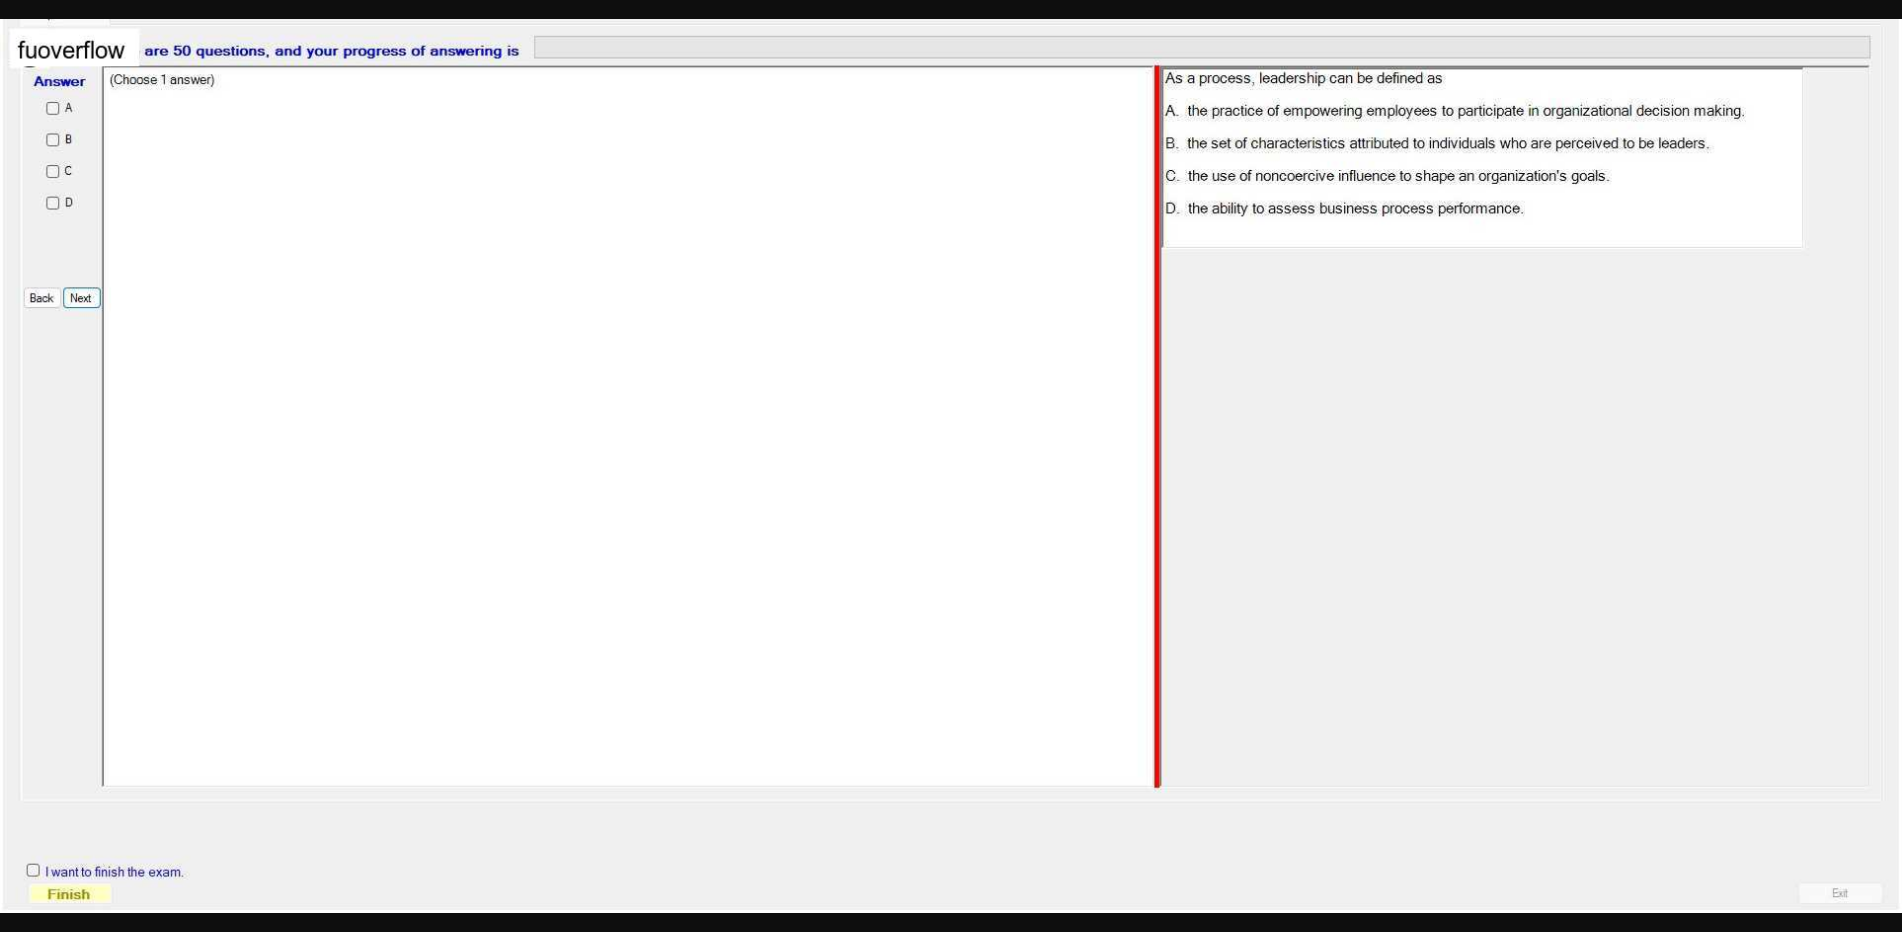 fuoverflow are 50 questions, and your progress of answering is
Answer
(Choose 1 answer)
A
B
C
D
Back Next
As a process, leadership can be defined as
A. the practice of empowering employees to participate in organizational decision making.
B. the set of characteristics attributed to individuals who are perceived to be leaders.
C. the use of noncoercive influence to shape an organization's goals.
D. the ability to assess business process performance.
I want to finish the exam.
Finish
Exit